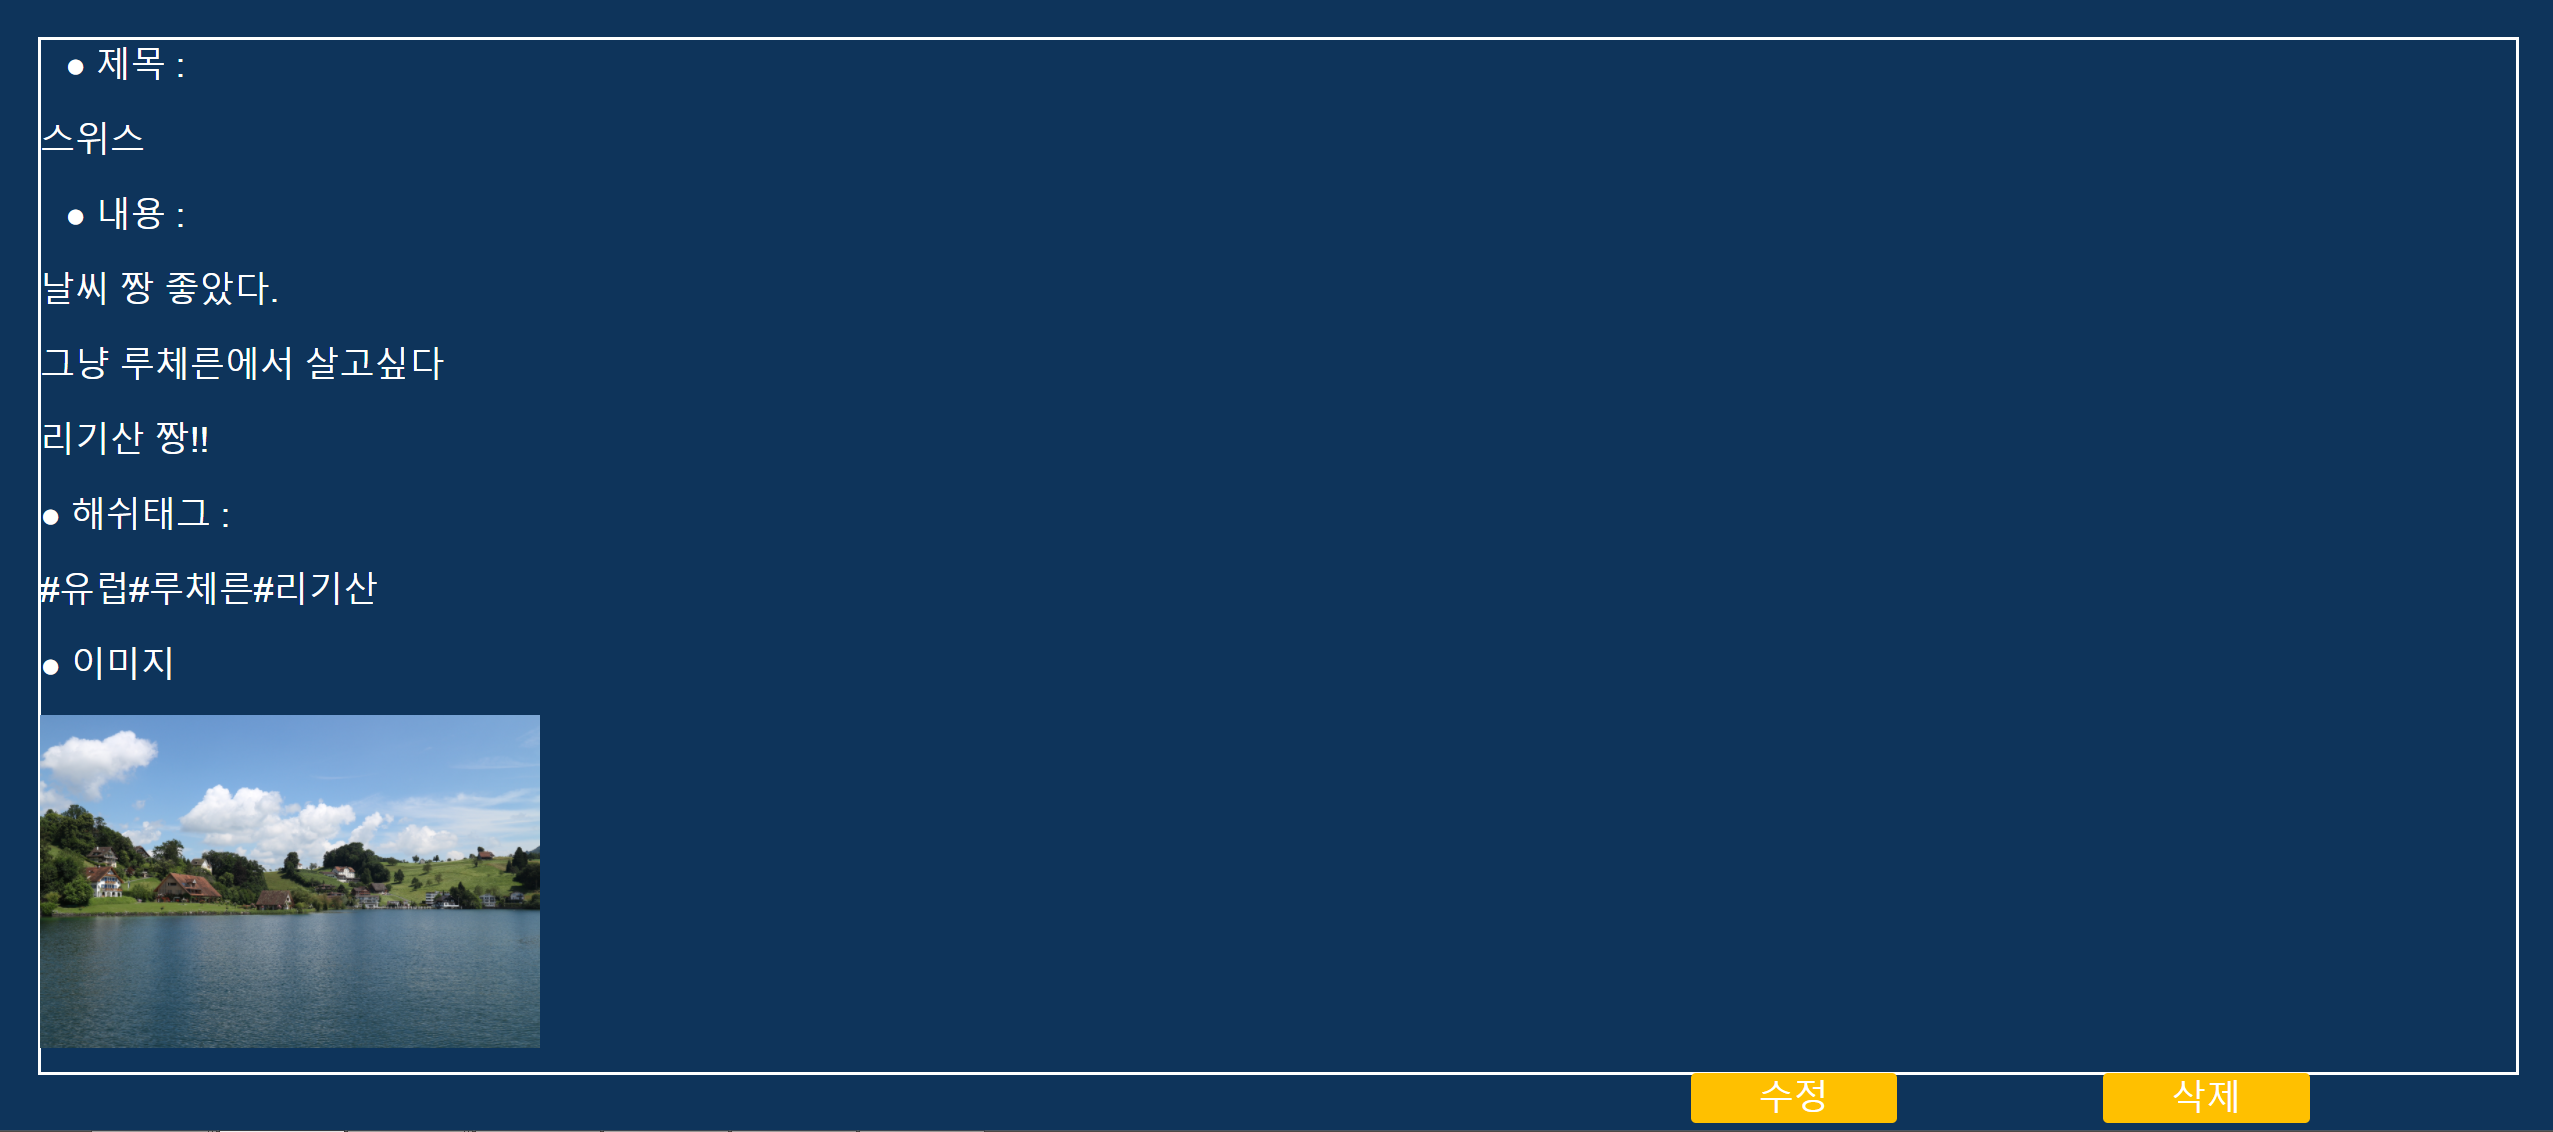 ● 제목 :
스위스
● 내용 :
날씨 짱 좋았다.
그냥 루체른에서 살고싶다
리기산 짱!!
● 해쉬태그 :
#유럽#루체른#리기산
● 이미지
수정 삭제